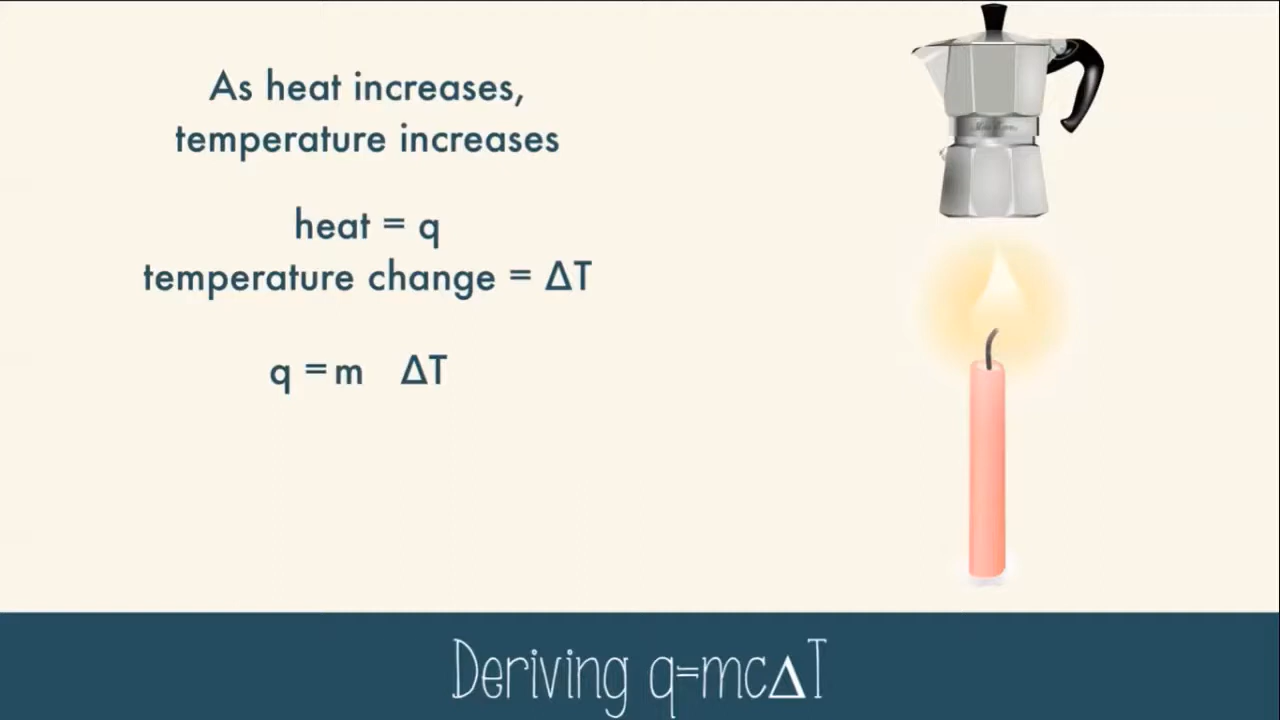 As heat increases,
temperature increases
heat = q
temperature change = ΔT
q = m ΔT
Deriving q=mcΔT